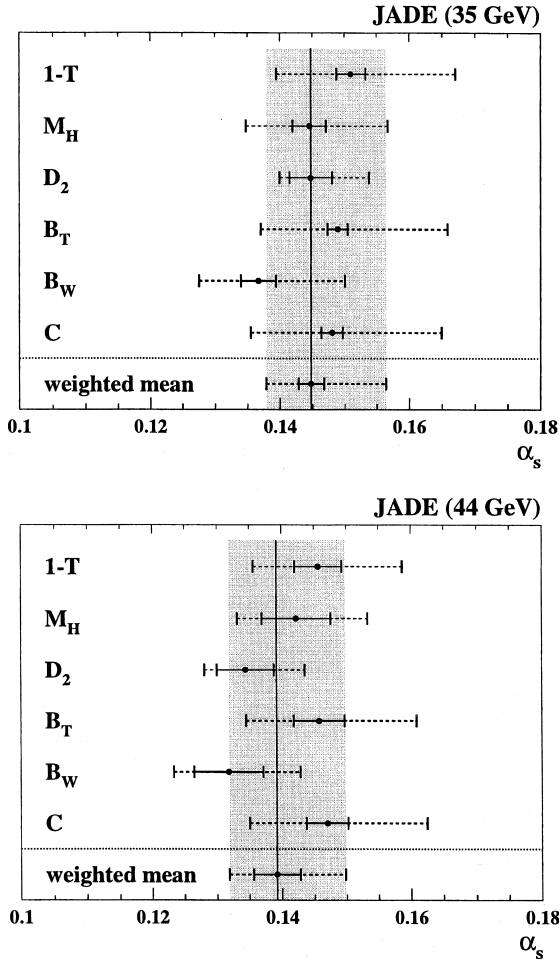 JADE (35 GeV)
1-T
M_H
D_2
B_T
B_W
C
weighted mean
0.1 0.12 0.14 0.16 0.18
α_s
JADE (44 GeV)
1-T
M_H
D_2
B_T
B_W
C
weighted mean
0.1 0.12 0.14 0.16 0.18
α_s